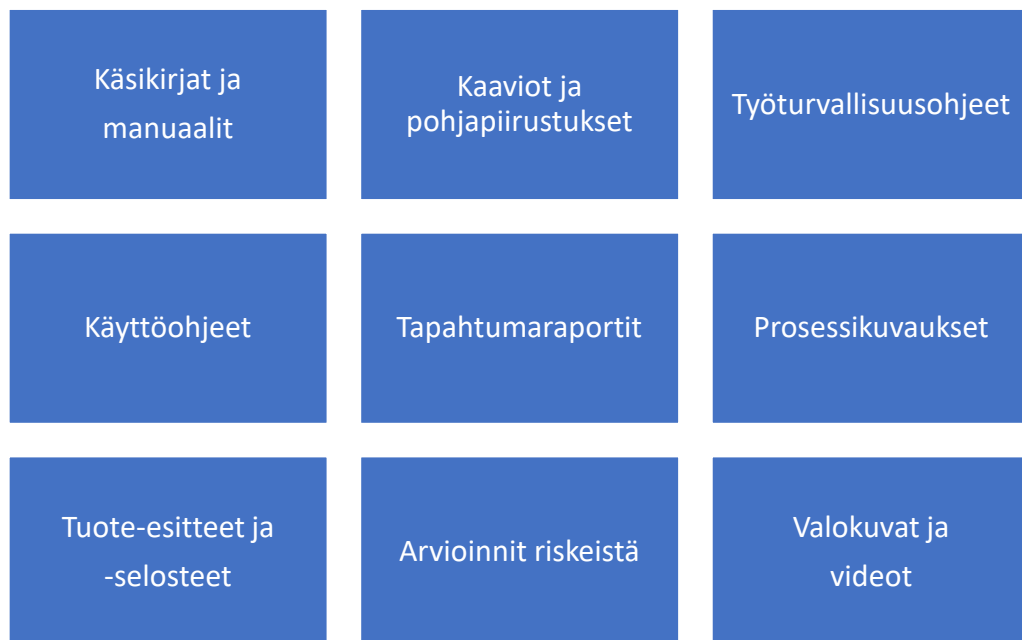 Käsikirjat ja
manuaalit
Kaaviot ja
pohjapiirustukset
Työturvallisuusohjeet
Käyttöohjeet
Tapahtumaraportit
Prosessikuvaukset
Tuote-esitteet ja
-selosteet
Arvioinnit riskeistä
Valokuvat ja
videot